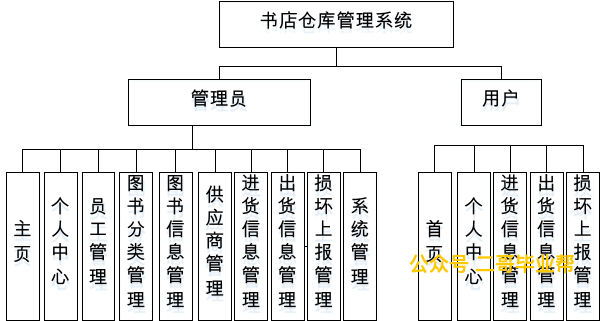 书店仓库管理系统
管理员
用户
主页
个人中心
员工管理
图书分类管理
图书信息管理
供应商管理
进货信息管理
出货信息管理
损坏上报管理
系统管理
首页
个人中心
进货信息管理
出货信息管理
损坏上报管理
公众号 二哥毕业帮